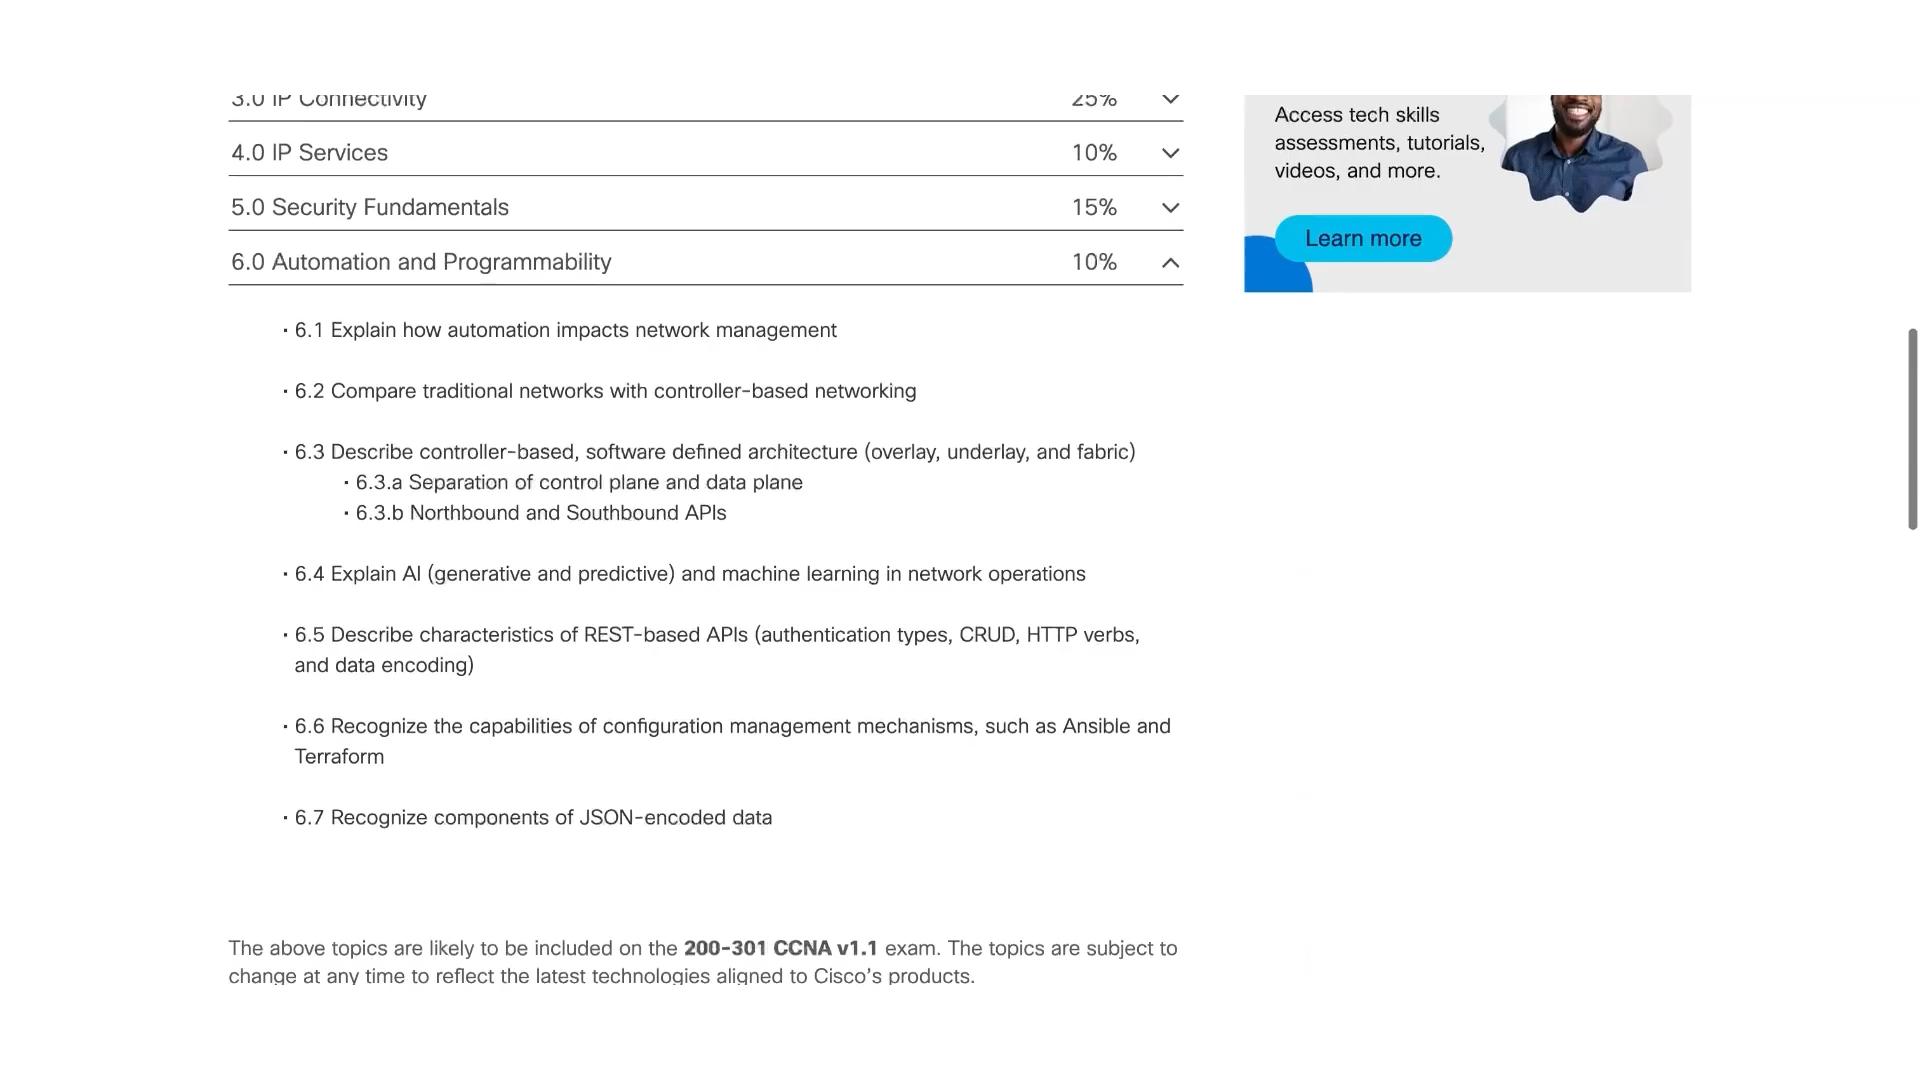 3.0 IP Connectivity 25%
4.0 IP Services 10%
5.0 Security Fundamentals 15%
6.0 Automation and Programmability 10%
· 6.1 Explain how automation impacts network management
· 6.2 Compare traditional networks with controller-based networking
· 6.3 Describe controller-based, software defined architecture (overlay, underlay, and fabric)
· 6.3.a Separation of control plane and data plane
· 6.3.b Northbound and Southbound APIs
· 6.4 Explain AI (generative and predictive) and machine learning in network operations
· 6.5 Describe characteristics of REST-based APIs (authentication types, CRUD, HTTP verbs,
and data encoding)
· 6.6 Recognize the capabilities of configuration management mechanisms, such as Ansible and
Terraform
· 6.7 Recognize components of JSON-encoded data
The above topics are likely to be included on the 200-301 CCNA v1.1 exam. The topics are subject to
change at any time to reflect the latest technologies aligned to Cisco’s products.
Access tech skills
assessments, tutorials,
videos, and more.
Learn more